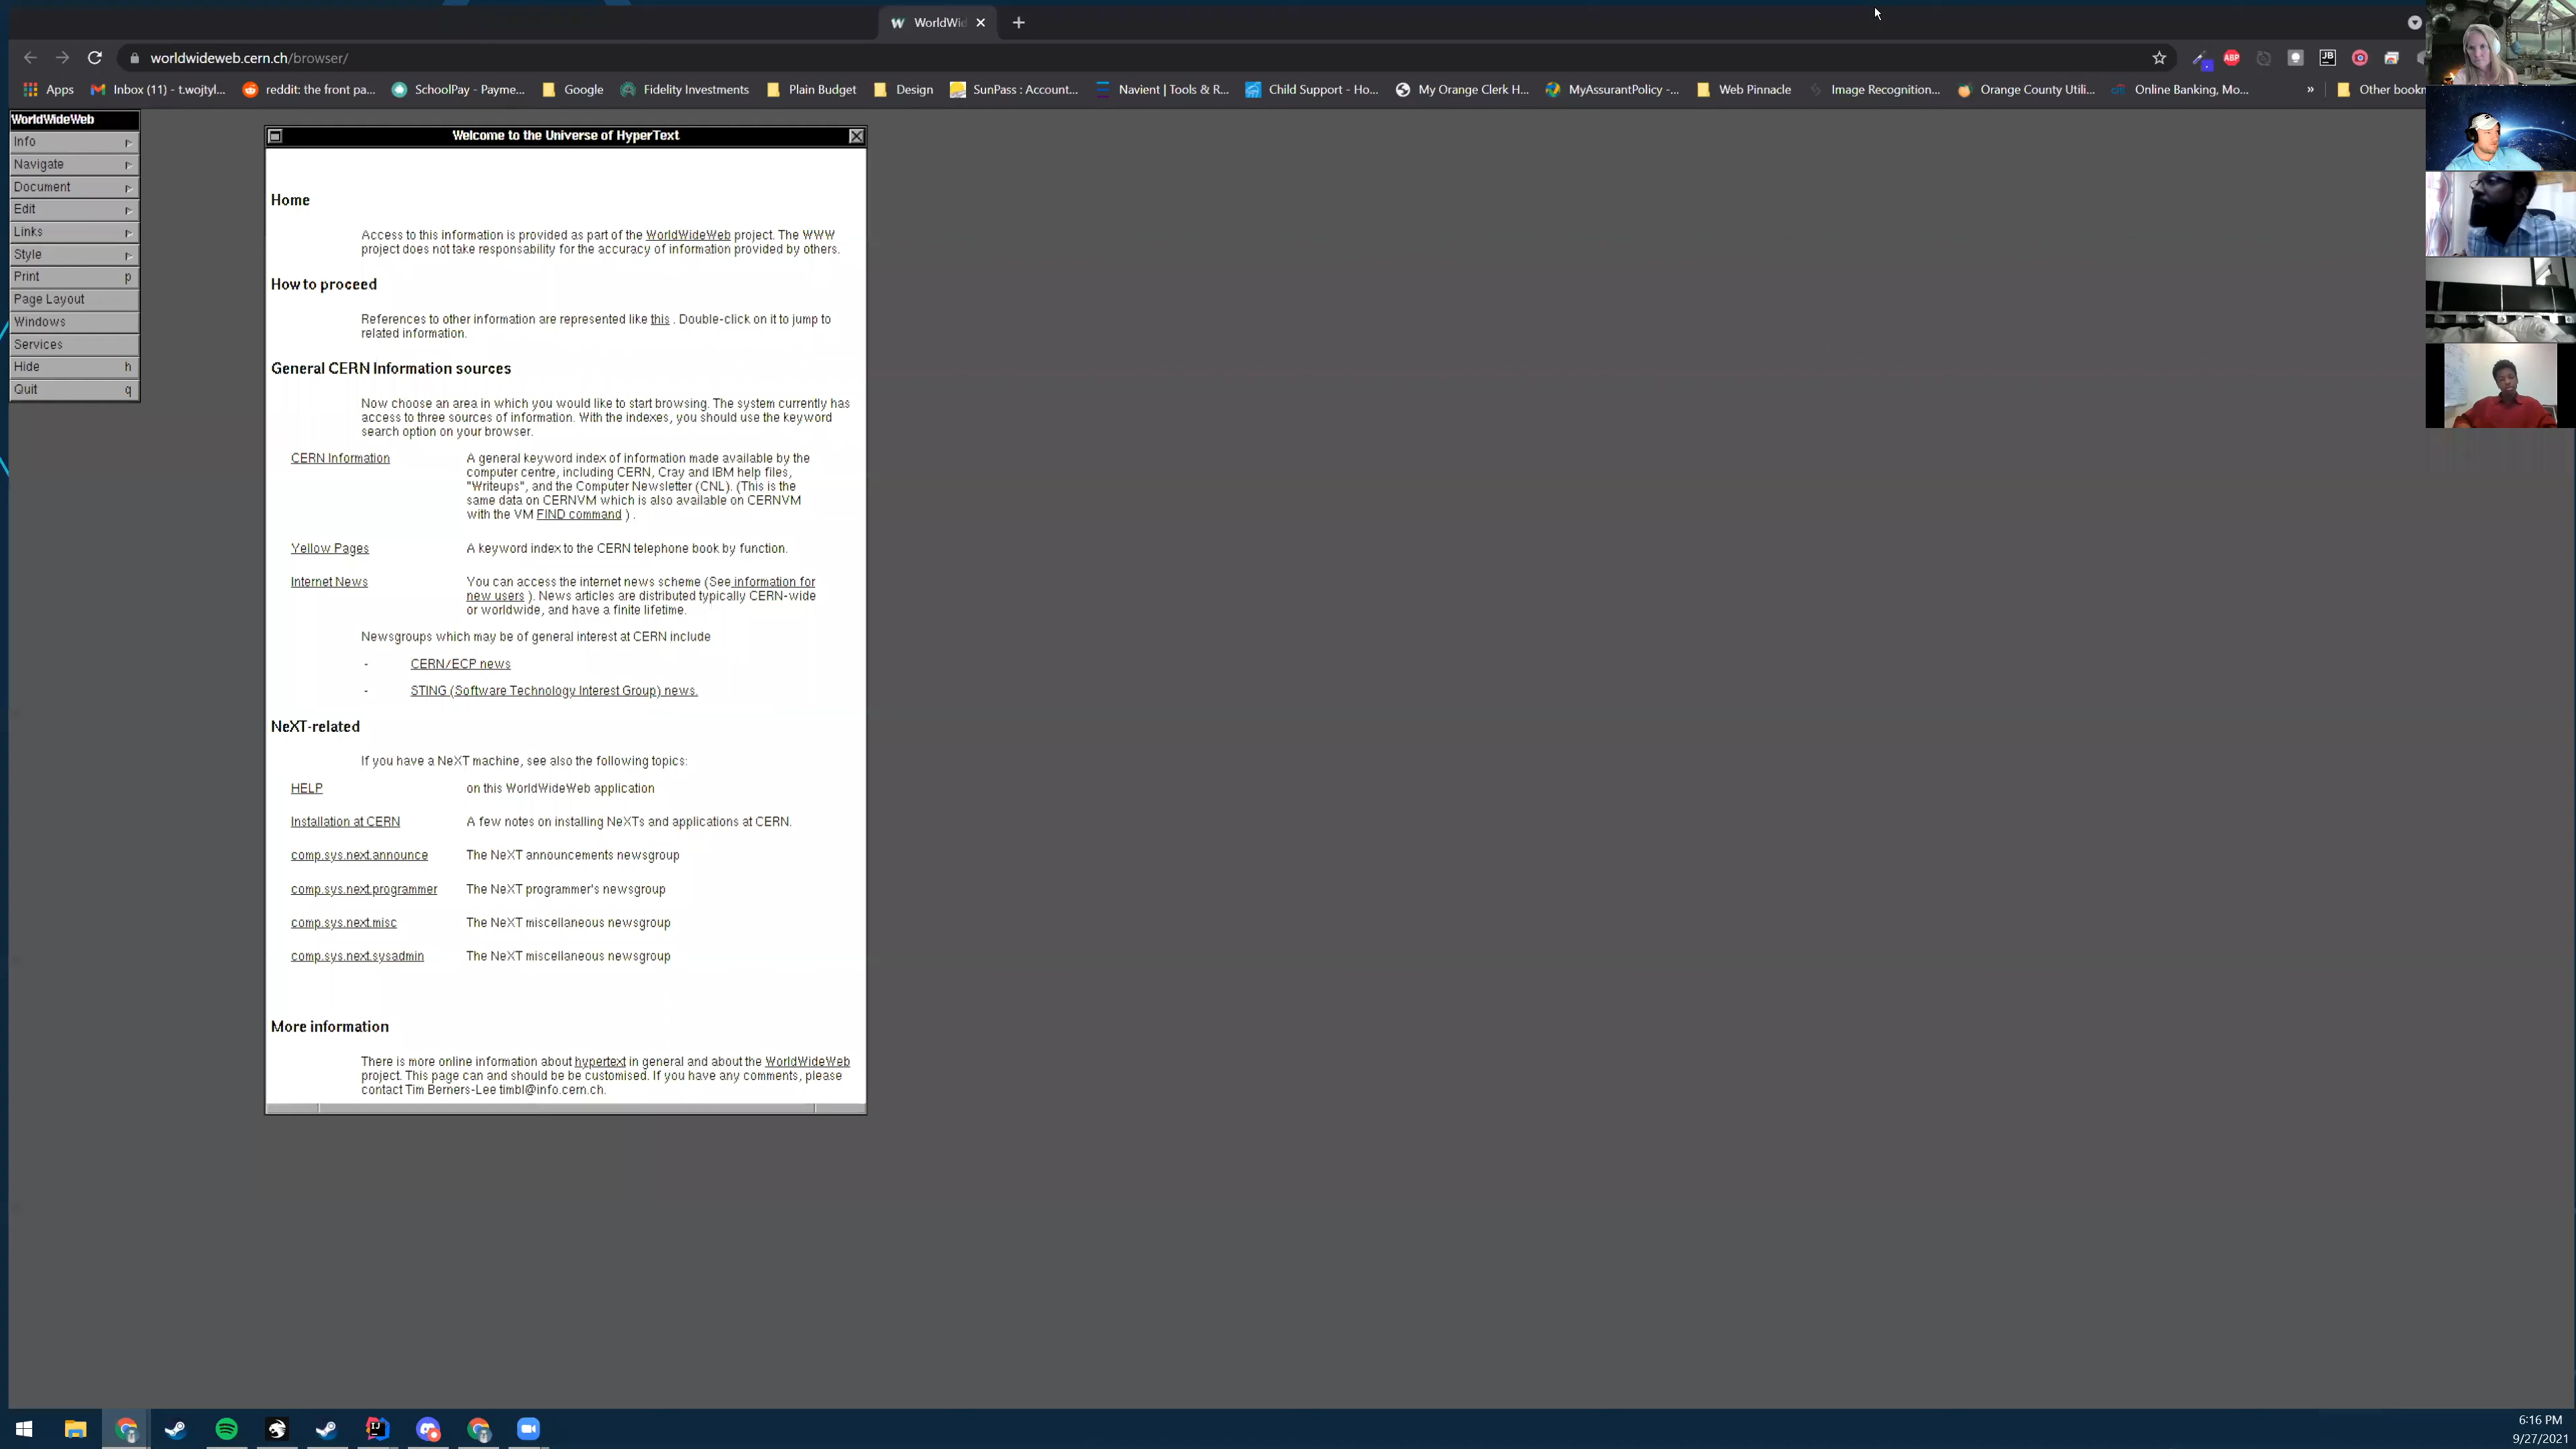 WorldWid
worldwideweb.cern.ch/browser/
ABP
JB
Apps
Inbox (11) - t.wojtyl...
reddit: the front pa...
SchoolPay - Payme...
Google
Fidelity Investments
Plain Budget
Design
SunPass : Account...
Navient | Tools & R...
Child Support - Ho...
My Orange Clerk H...
MyAssurantPolicy -...
Web Pinnacle
Image Recognition...
Orange County Utili...
Online Banking, Mo...
»
Other bookm
WorldWideWeb
Info
Navigate
Document
Edit
Links
Style
Print p
Page Layout
Windows
Services
Hide h
Quit q
Welcome to the Universe of HyperText
Home
Access to this information is provided as part of the WorldWideWeb project. The WWW
project does not take responsability for the accuracy of information provided by others.
How to proceed
References to other information are represented like this . Double-click on it to jump to
related information.
General CERN Information sources
Now choose an area in which you would like to start browsing. The system currently has
access to three sources of information. With the indexes, you should use the keyword
search option on your browser.
CERN Information A general keyword index of information made available by the
computer centre, including CERN, Cray and IBM help files,
"Writeups", and the Computer Newsletter (CNL). (This is the
same data on CERNVM which is also available on CERNVM
with the VM FIND command ) .
Yellow Pages A keyword index to the CERN telephone book by function.
Internet News You can access the internet news scheme (See information for
new users ). News articles are distributed typically CERN-wide
or worldwide, and have a finite lifetime.
Newsgroups which may be of general interest at CERN include
- CERN/ECP news
- STING (Software Technology Interest Group) news.
NeXT-related
If you have a NeXT machine, see also the following topics:
HELP on this WorldWideWeb application
Installation at CERN A few notes on installing NeXTs and applications at CERN.
comp.sys.next.announce The NeXT announcements newsgroup
comp.sys.next.programmer The NeXT programmer's newsgroup
comp.sys.next.misc The NeXT miscellaneous newsgroup
comp.sys.next.sysadmin The NeXT miscellaneous newsgroup
More information
There is more online information about hypertext in general and about the WorldWideWeb
project. This page can and should be be customised. If you have any comments, please
contact Tim Berners-Lee timbl@info.cern.ch.
6:16 PM
9/27/2021